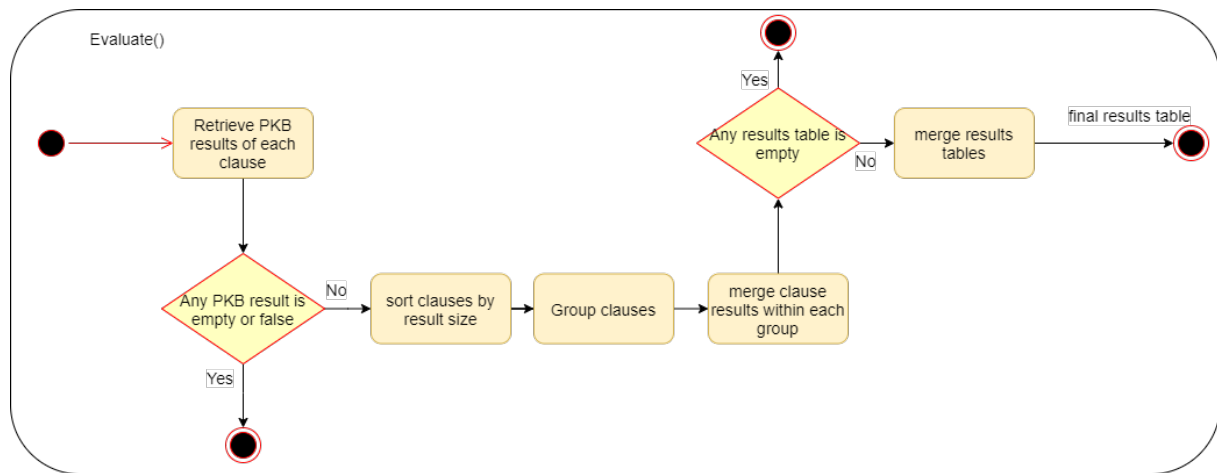 Evaluate()
Retrieve PKB
results of each
clause
Any PKB result is
empty or false
Yes
No
sort clauses by
result size
Group clauses
merge clause
results within each
group
Any results table is
empty
Yes
No
merge results
tables
final results table